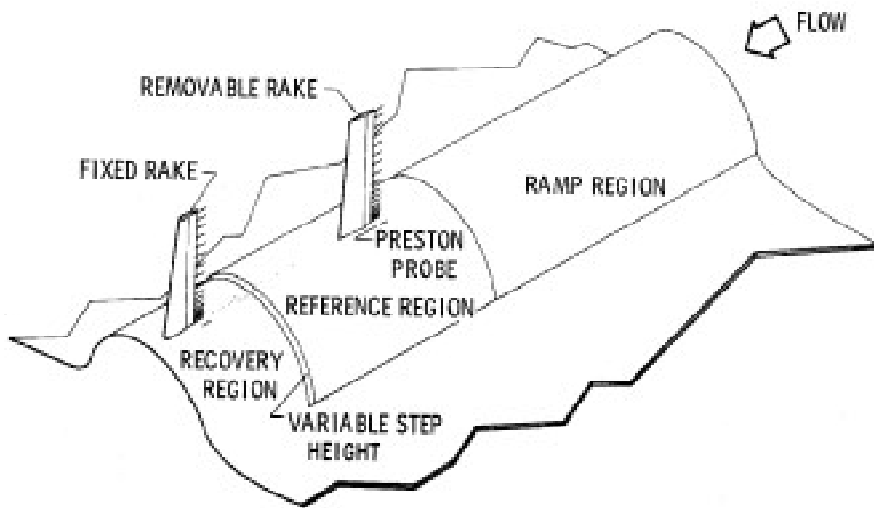 FLOW
REMOVABLE RAKE
FIXED RAKE
RAMP REGION
PRESTON
PROBE
REFERENCE REGION
RECOVERY
REGION
VARIABLE STEP
HEIGHT